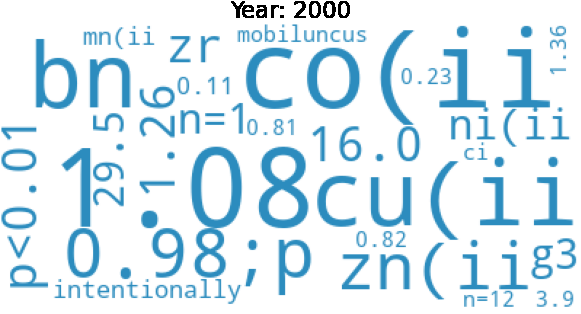 Year: 2000
mn(ii
zr
mobiluncus
1.36
bn
co(ii
0.11
0.23
n=1
0.81
ni(ii
1.26
29.5
16.0
ci
p<0.01
1.08
cu(ii
0.98;p
0.82
zn(ii
g3
intentionally
n=12
3.9